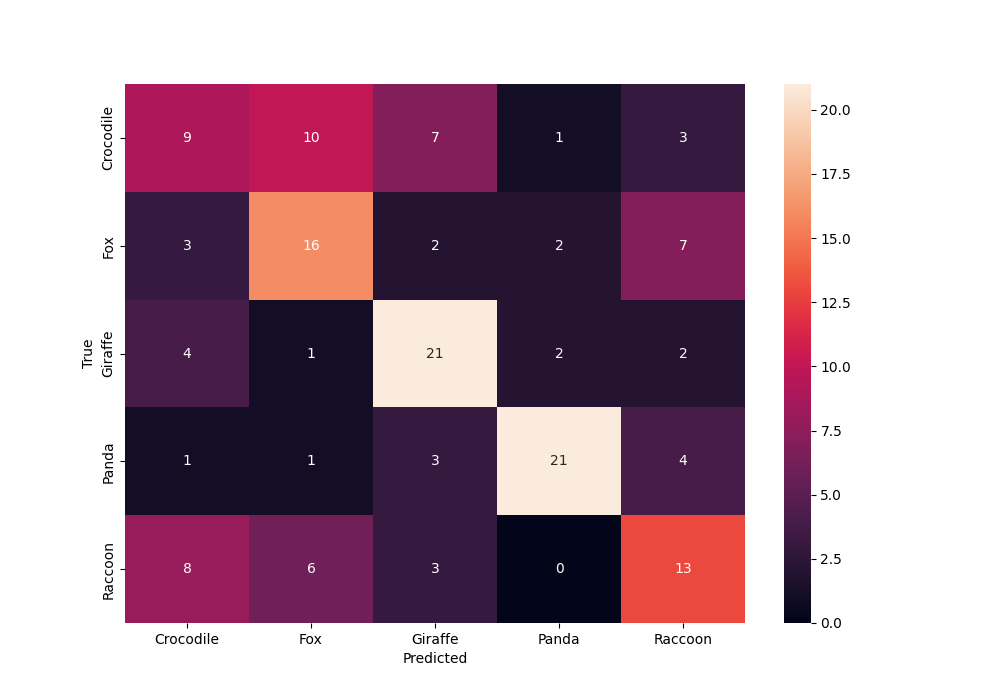 Crocodile 9 10 7 1 3
Fox 3 16 2 2 7
Giraffe 4 1 21 2 2
Panda 1 1 3 21 4
Raccoon 8 6 3 0 13
True
Crocodile Fox Giraffe Panda Raccoon
Predicted
20.0
17.5
15.0
12.5
10.0
7.5
5.0
2.5
0.0